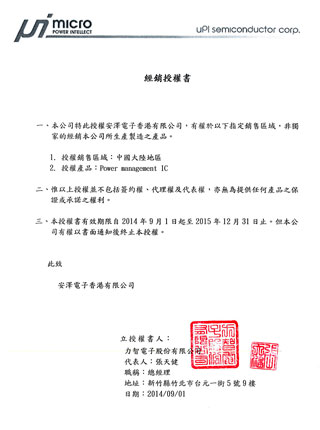 micro
POWER INTELLECT
uPI semiconductor corp.
經銷授權書
一、本公司特此授權安澤電子香港有限公司，有權於以下指定銷售區域，非獨
家的經銷本公司所生產製造之產品。
1. 授權銷售區域：中國大陸地區
2. 授權產品：Power management IC
二、惟以上授權並不包括簽約權、代理權及代表權，亦無為提供任何產品之保
證或承諾之權利。
三、本授權書有效期限自 2014 年 9 月 1 日起至 2015 年 12 月 31 日止。但本公
司有權以書面通知後終止本授權。
此致
安澤電子香港有限公司
立授權書人：
力智電子股份有限公司
代表人：張天健
職稱：總經理
地址：新竹縣竹北市台元一街 5 號 9 樓
日期：2014/09/01